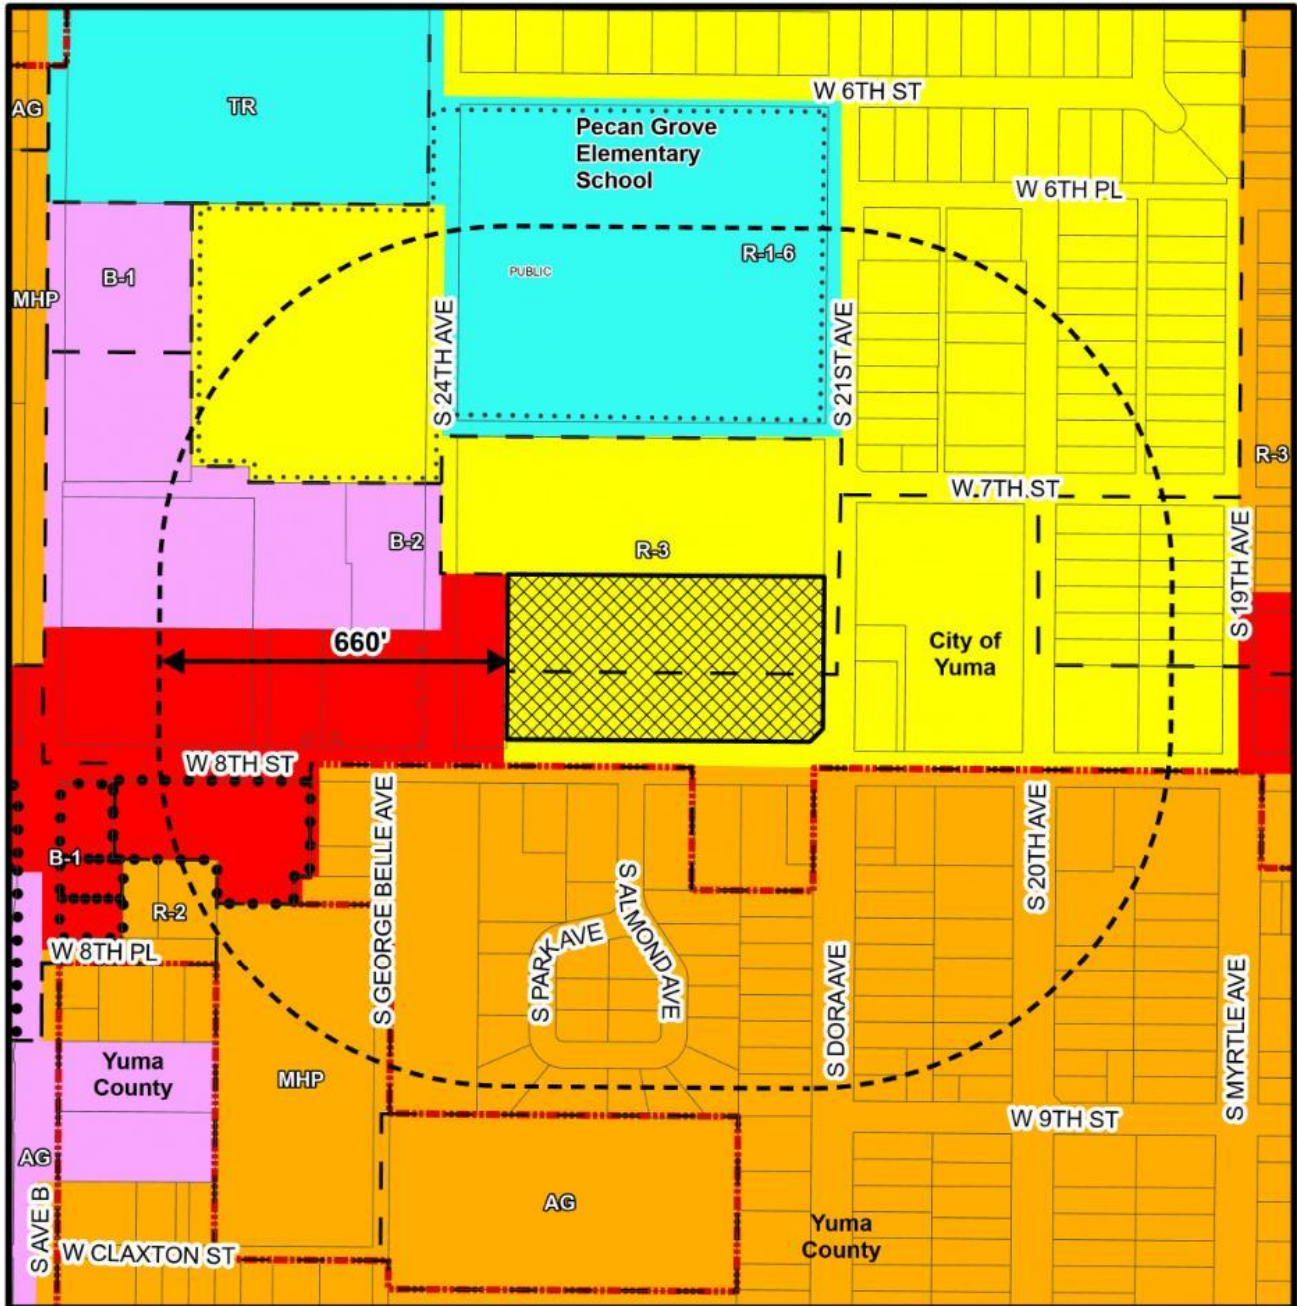 W 6TH ST
AG
TR
Pecan Grove
Elementary
School
W 6TH PL
B-1
R-1-6
PUBLIC
MHP
S 24TH AVE
S 21ST AVE
R-3
W 7TH ST
B-2
R-3
S 19TH AVE
660'
City of
Yuma
W 8TH ST
S GEORGE BELLE AVE
S 20TH AVE
B-1
R-2
S PARK AVE
S ALMOND AVE
W 8TH PL
S DORA AVE
S MYRTLE AVE
Yuma
County
MHP
W 9TH ST
AG
AG
S AVE B
Yuma
County
W CLAXTON ST